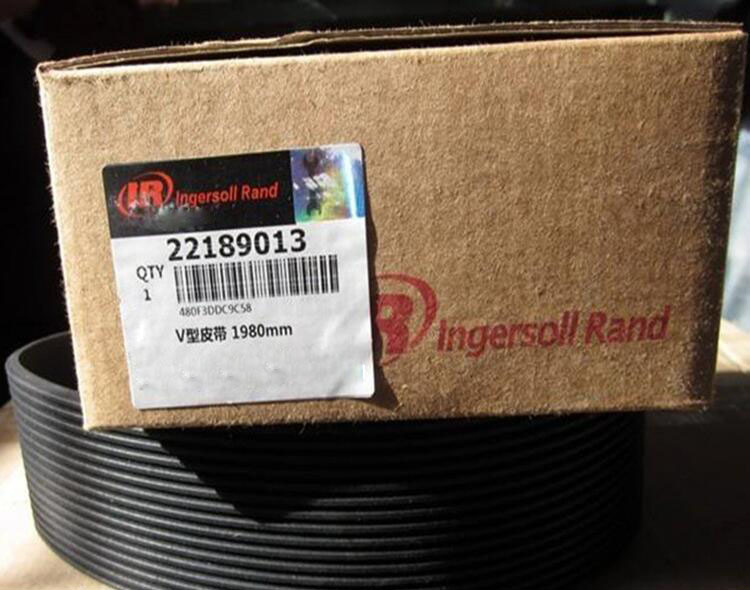 IR Ingersoll Rand
22189013
QTY
1
480F3DDC9C58
V型皮带 1980mm
IR Ingersoll Rand